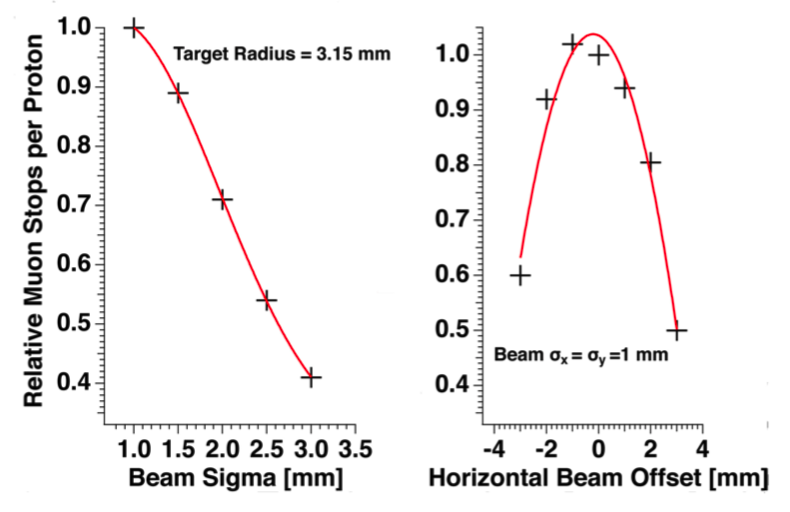 Relative Muon Stops per Proton
1.0
0.9
0.8
0.7
0.6
0.5
0.4
Target Radius = 3.15 mm
1.0 1.5 2.0 2.5 3.0 3.5
Beam Sigma [mm]
1.0
0.9
0.8
0.7
0.6
0.5
0.4
Beam σx = σy =1 mm
-4 -2 0 2 4
Horizontal Beam Offset [mm]